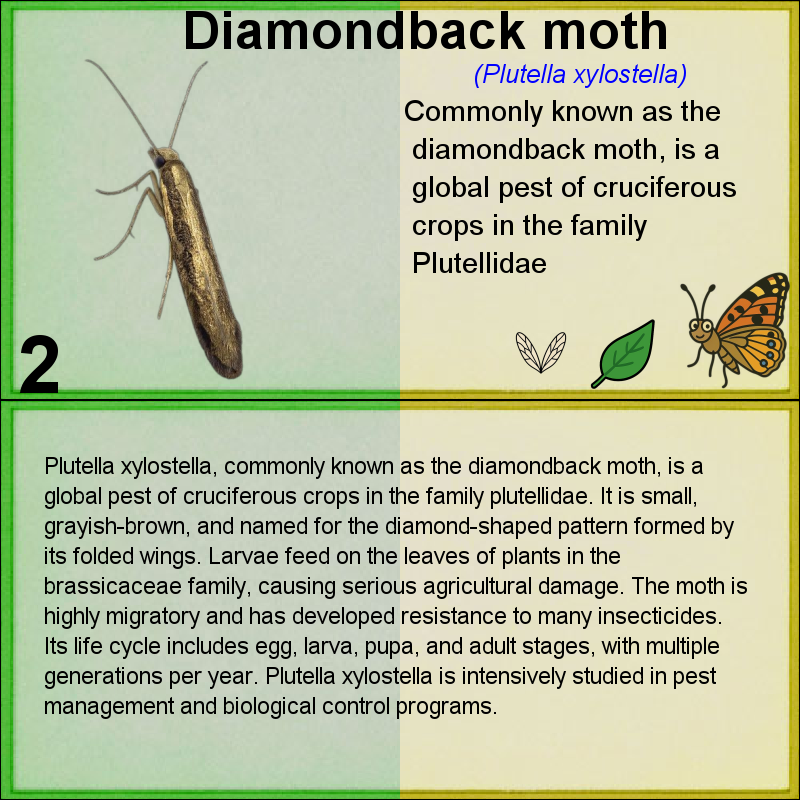 Diamondback moth
(Plutella xylostella)
Commonly known as the
diamondback moth, is a
global pest of cruciferous
crops in the family
Plutellidae
2
Plutella xylostella, commonly known as the diamondback moth, is a
global pest of cruciferous crops in the family plutellidae. It is small,
grayish-brown, and named for the diamond-shaped pattern formed by
its folded wings. Larvae feed on the leaves of plants in the
brassicaceae family, causing serious agricultural damage. The moth is
highly migratory and has developed resistance to many insecticides.
Its life cycle includes egg, larva, pupa, and adult stages, with multiple
generations per year. Plutella xylostella is intensively studied in pest
management and biological control programs.